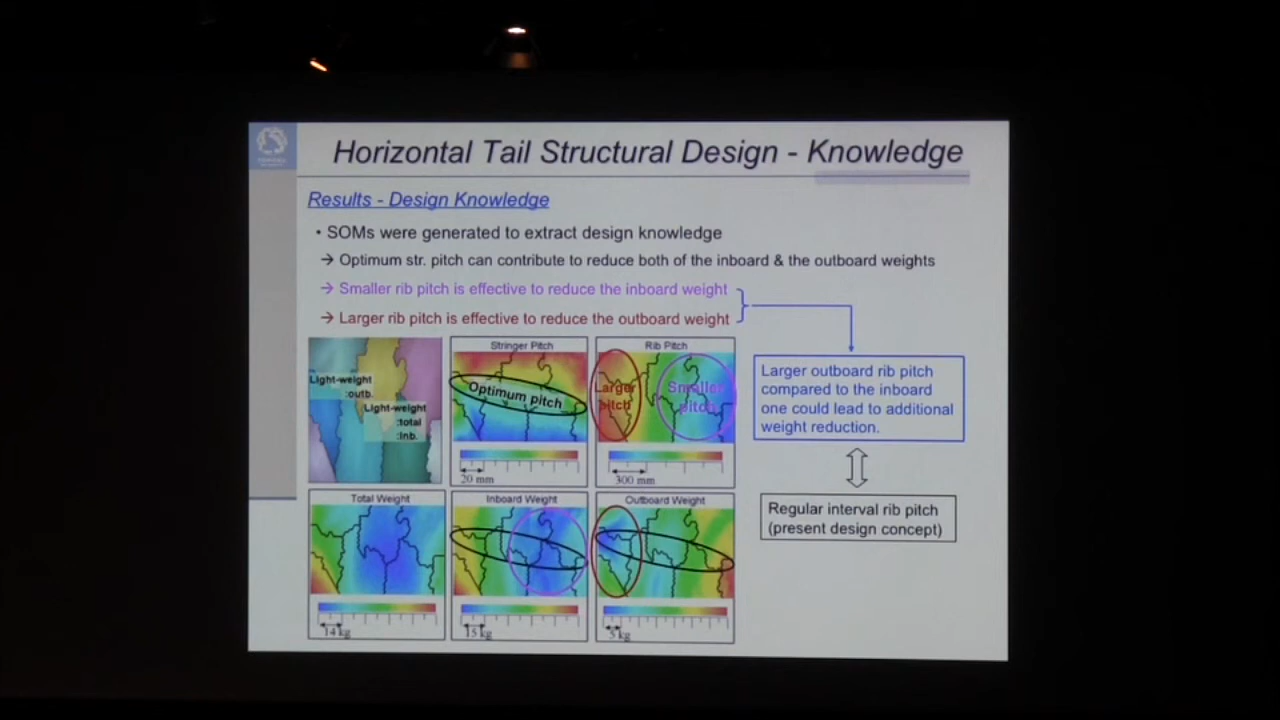 Horizontal Tail Structural Design - Knowledge
Results - Design Knowledge
• SOMs were generated to extract design knowledge
→ Optimum str. pitch can contribute to reduce both of the inboard & the outboard weights
→ Smaller rib pitch is effective to reduce the inboard weight
→ Larger rib pitch is effective to reduce the outboard weight
Light-weight
:outb.
Light-weight
:total
:inb.
Stringer Pitch
Optimum pitch
20 mm
Rib Pitch
Larger
pitch
Smaller
pitch
300 mm
Larger outboard rib pitch
compared to the inboard
one could lead to additional
weight reduction.
Regular interval rib pitch
(present design concept)
Total Weight
14 kg
Inboard Weight
15 kg
Outboard Weight
5 kg